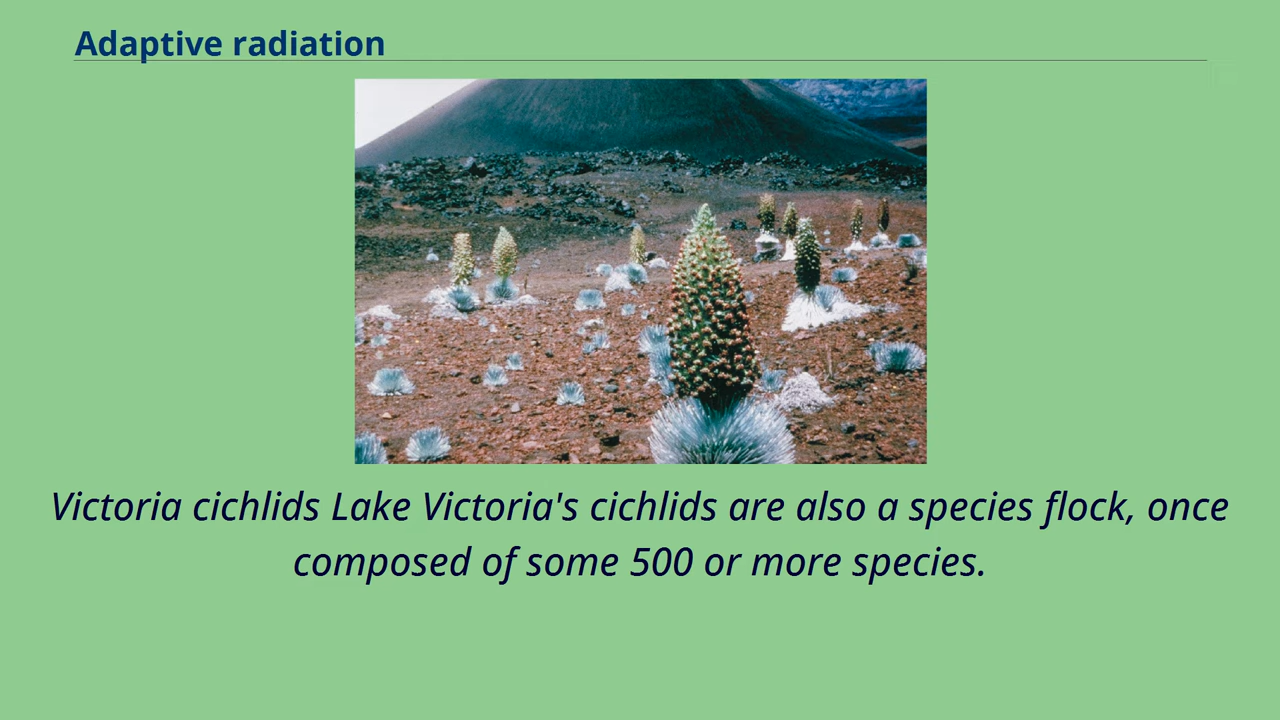 Adaptive radiation
Victoria cichlids Lake Victoria's cichlids are also a species flock, once
composed of some 500 or more species.